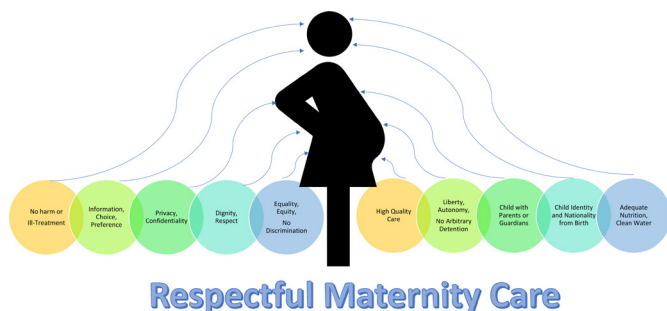 No harm or
Ill-Treatment
Information,
Choice,
Preference
Privacy,
Confidentiality
Dignity,
Respect
Equality,
Equity,
No
Discrimination
High Quality
Care
Liberty,
Autonomy,
No Arbitrary
Detention
Child with
Parents or
Guardians
Child Identity
and Nationality
from Birth
Adequate
Nutrition,
Clean Water
Respectful Maternity Care